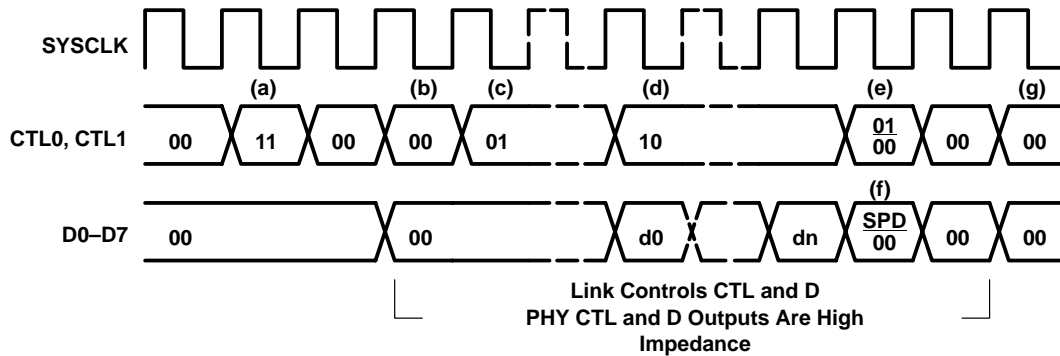 SYSCLK
(a) (b) (c) (d) (e) (g)
CTL0, CTL1 00 11 00 00 01 10 01 00 00
00
(f)
D0–D7 00 00 d0 dn SPD 00 00
00
Link Controls CTL and D
PHY CTL and D Outputs Are High
Impedance